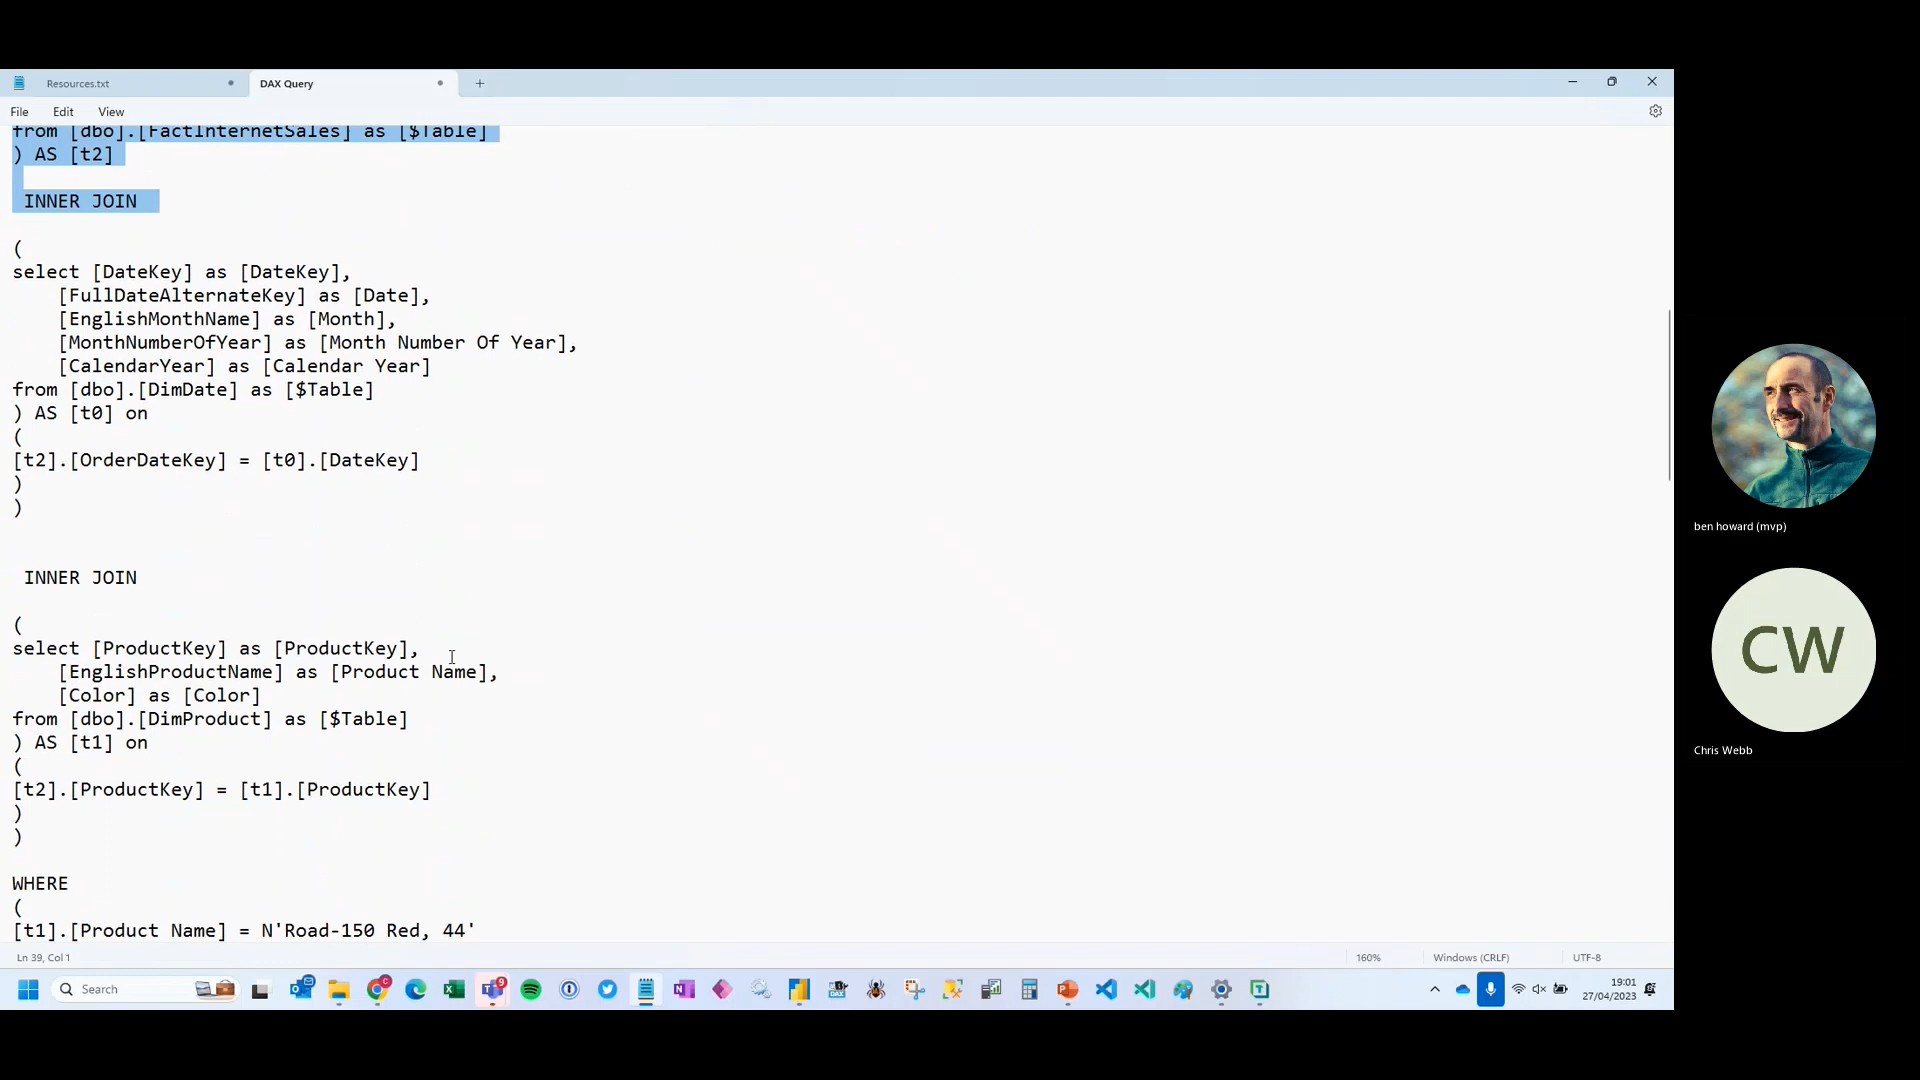 Resources.txt
DAX Query
File Edit View
from [dbo].[FactInternetSales] as [$Table]
) AS [t2]
INNER JOIN
(
select [DateKey] as [DateKey],
[FullDateAlternateKey] as [Date],
[EnglishMonthName] as [Month],
[MonthNumberOfYear] as [Month Number Of Year],
[CalendarYear] as [Calendar Year]
from [dbo].[DimDate] as [$Table]
) AS [t0] on
(
[t2].[OrderDateKey] = [t0].[DateKey]
)
)
INNER JOIN
(
select [ProductKey] as [ProductKey],
[EnglishProductName] as [Product Name],
[Color] as [Color]
from [dbo].[DimProduct] as [$Table]
) AS [t1] on
(
[t2].[ProductKey] = [t1].[ProductKey]
)
)
WHERE
(
[t1].[Product Name] = N'Road-150 Red, 44'
Ln 39, Col 1
160%
Windows (CRLF)
UTF-8
Search
9
19:01
27/04/2023
ben howard (mvp)
CW
Chris Webb